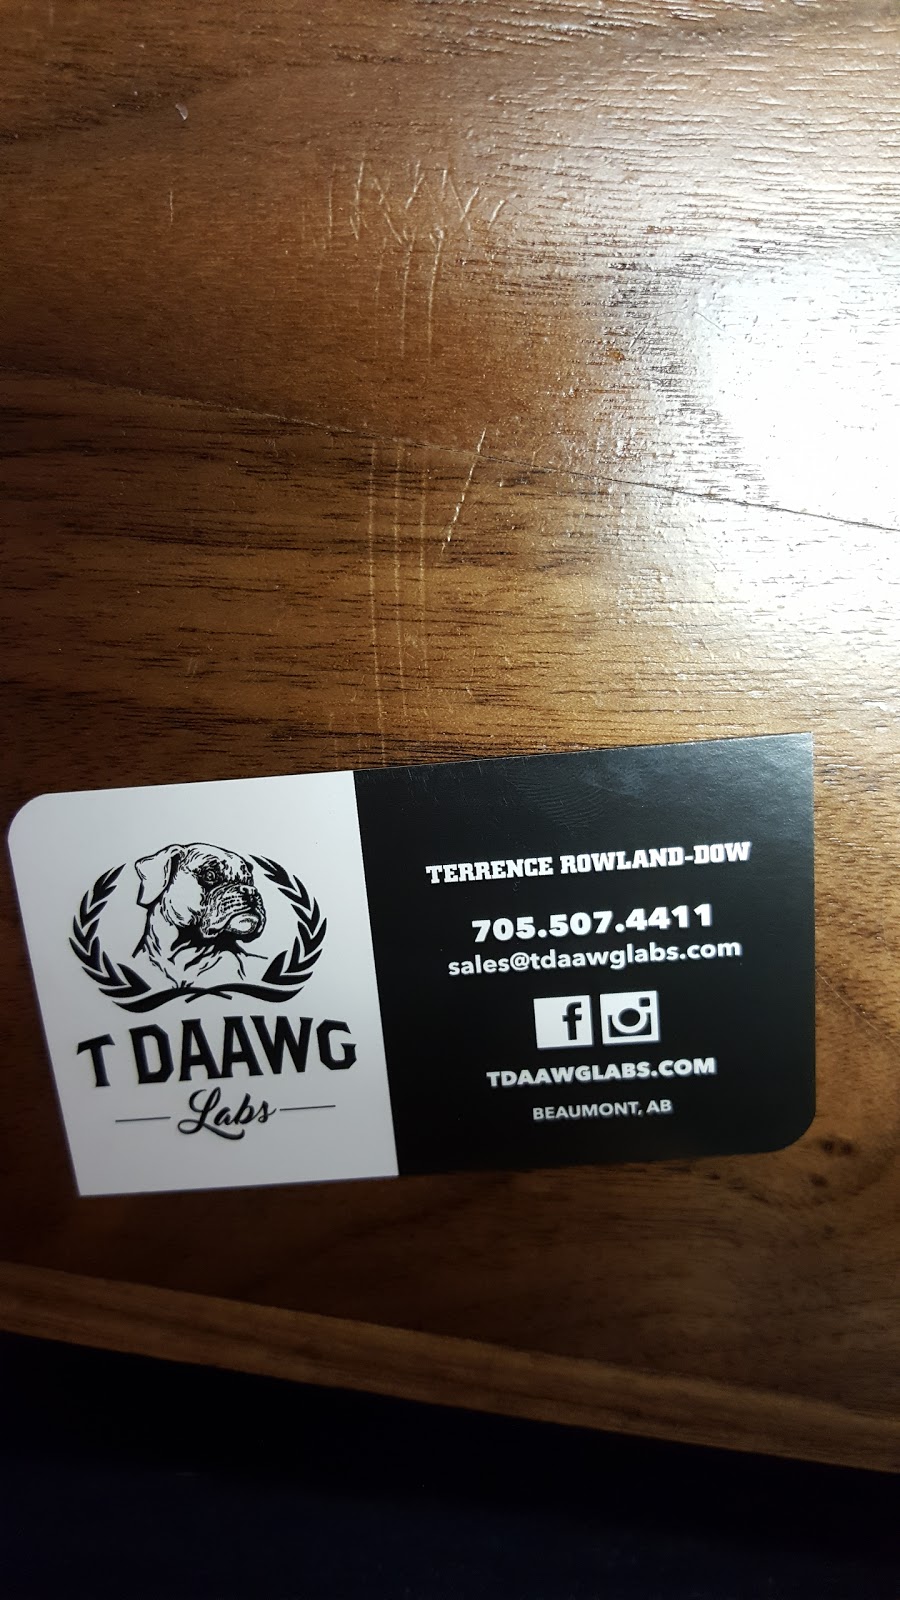 T DAAWG
Labs
TERRENCE ROWLAND-DOW
705.507.4411
sales@tdaawglabs.com
TDAAWGLABS.COM
BEAUMONT, AB